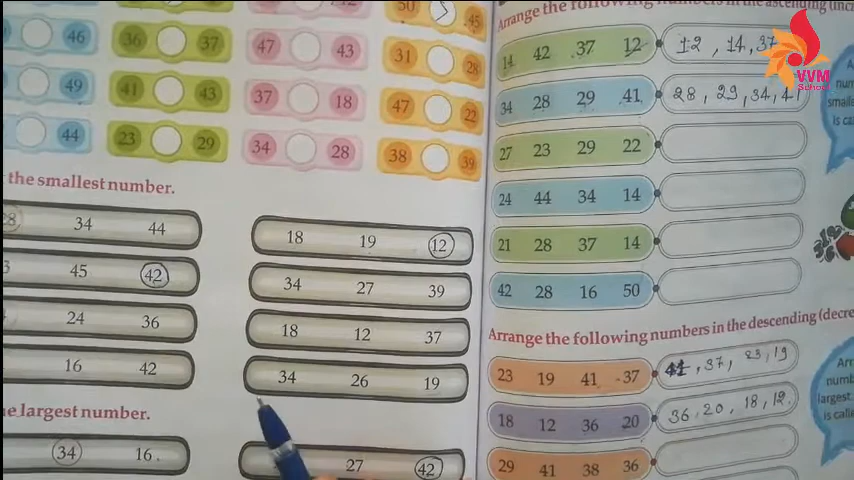 46 36 37
49 41 43
44 23 29
47 43
37 18
34 28
50 45
31 28
47 22
38 39
the smallest number.
28 34 44
45 42
24 36
16 42
18 19 12
34 27 39
18 12 37
34 26 19
largest number.
34 16
27 42
Arrange the following numbers in the ascending
14 42 37 12 12 , 14, 37
34 28 29 41 28 , 29, 34, 41
27 23 29 22
24 44 34 14
21 28 37 14
42 28 16 50
Arrange the following numbers in the descending
23 19 41 37 41, 37, 23, 19
18 12 36 20 36, 20, 18, 12.
29 41 38 36
VVM
School
is
largest
is